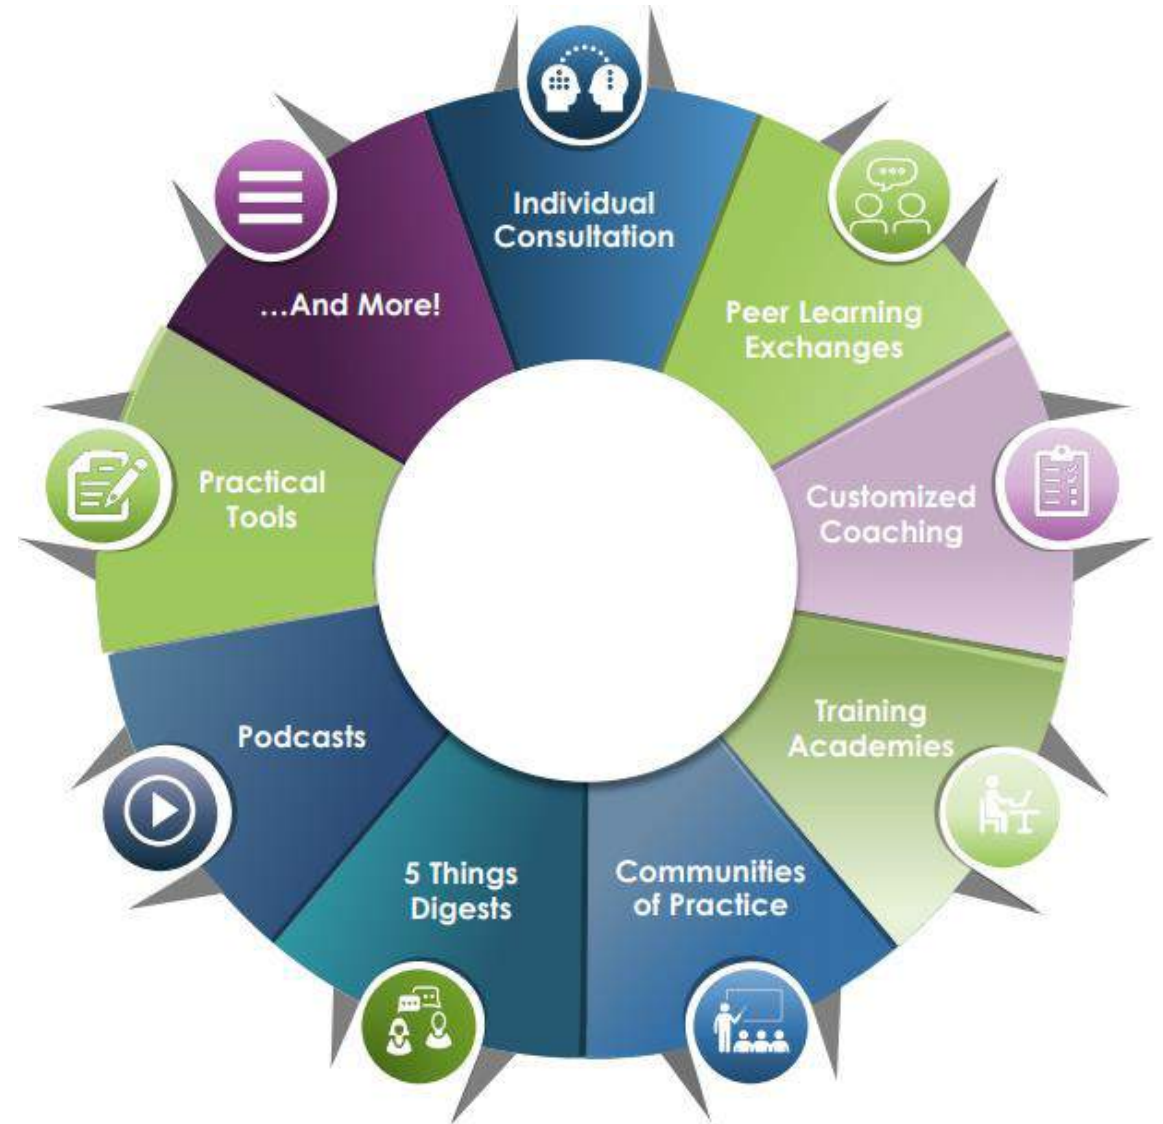 Individual
Consultation
Peer Learning
Exchanges
Customized
Coaching
Training
Academies
Communities
of Practice
5 Things
Digests
Podcasts
Practical
Tools
...And More!